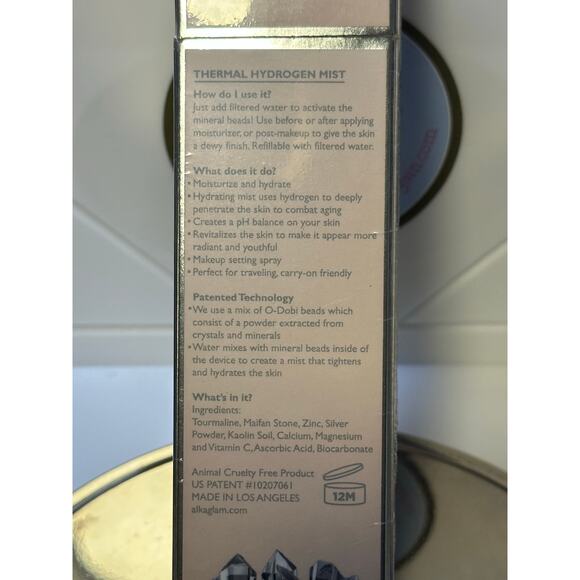 THERMAL HYDROGEN MIST
How do I use it?
Just add filtered water to activate the
mineral beads! Use before or after applying
moisturizer, or post-makeup to give the skin
a dewy finish. Refillable with filtered water.
What does it do?
• Moisturize and hydrate
• Hydrating mist uses hydrogen to deeply
penetrate the skin to combat aging
• Creates a pH balance on your skin
• Revitalizes the skin to make it appear more
radiant and youthful
• Makeup setting spray
• Perfect for traveling, carry-on friendly
Patented Technology
• We use a mix of O-Dobi beads which
consist of a powder extracted from
crystals and minerals
• Water mixes with mineral beads inside of
the device to create a mist that tightens
and hydrates the skin
What's in it?
Ingredients:
Tourmaline, Maifan Stone, Zinc, Silver
Powder, Kaolin Soil, Calcium, Magnesium
and Vitamin C, Ascorbic Acid, Biocarbonate
Animal Cruelty Free Product
US PATENT #10207061
MADE IN LOS ANGELES
alkaglam.com
12M